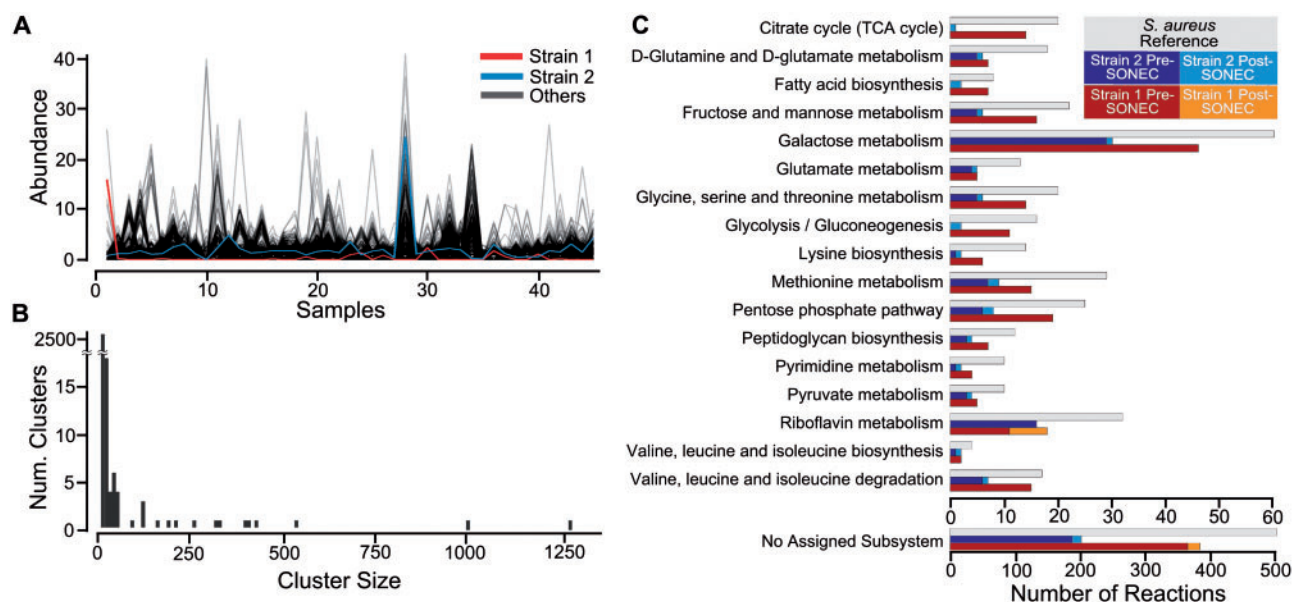 A
Abundance
40
30
20
10
0
Strain 1
Strain 2
Others
0 10 20 30 40
Samples
B
Num. Clusters
2500
15
10
5
0
0 250 500 750 1000 1250
Cluster Size
C
S. aureus
Reference
Strain 2 Pre-SONEC
Strain 2 Post-SONEC
Strain 1 Pre-SONEC
Strain 1 Post-SONEC
Citrate cycle (TCA cycle)
D-Glutamine and D-glutamate metabolism
Fatty acid biosynthesis
Fructose and mannose metabolism
Galactose metabolism
Glutamate metabolism
Glycine, serine and threonine metabolism
Glycolysis / Gluconeogenesis
Lysine biosynthesis
Methionine metabolism
Pentose phosphate pathway
Peptidoglycan biosynthesis
Pyrimidine metabolism
Pyruvate metabolism
Riboflavin metabolism
Valine, leucine and isoleucine biosynthesis
Valine, leucine and isoleucine degradation
0 10 20 30 40 50 60
No Assigned Subsystem
0 100 200 300 400 500
Number of Reactions